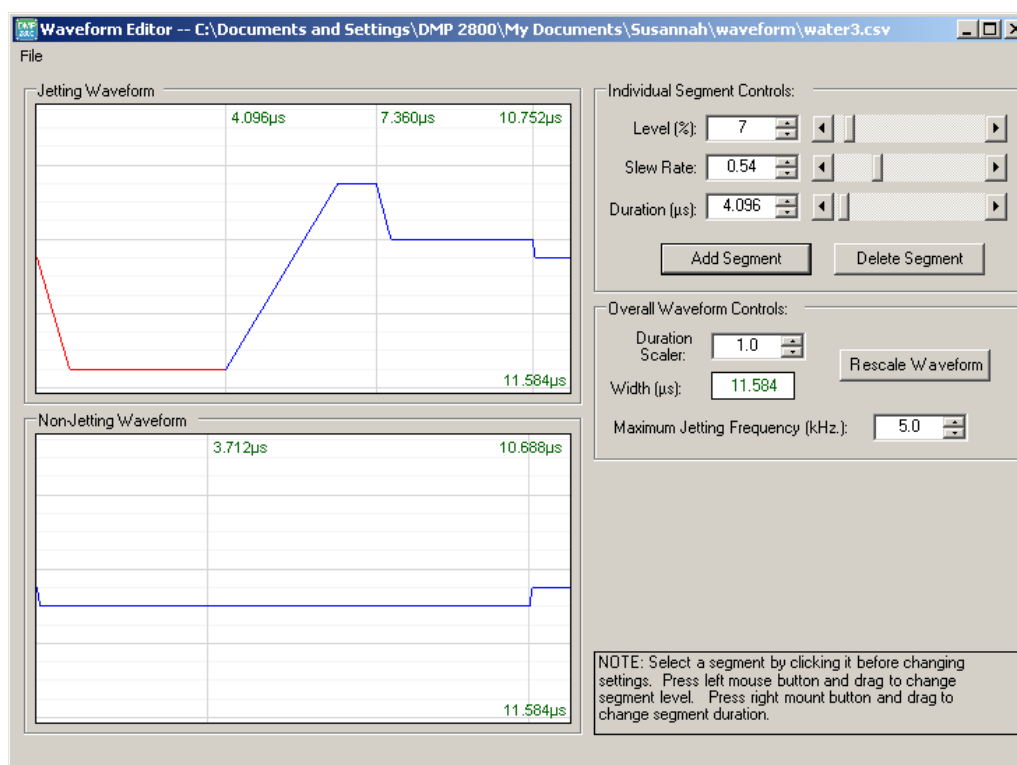 Waveform Editor -- C:\Documents and Settings\DMP 2800\My Documents\Susannah\waveform\water3.csv
File
Jetting Waveform
4.096µs 7.360µs 10.752µs
11.584µs
Non-Jetting Waveform
3.712µs 10.688µs
11.584µs
Individual Segment Controls:
Level (%): 7
Slew Rate: 0.54
Duration (µs): 4.096
Add Segment Delete Segment
Overall Waveform Controls:
Duration
Scaler: 1.0
Rescale Waveform
Width (µs): 11.584
Maximum Jetting Frequency (kHz.): 5.0
NOTE: Select a segment by clicking it before changing
settings. Press left mouse button and drag to change
segment level. Press right mount button and drag to
change segment duration.